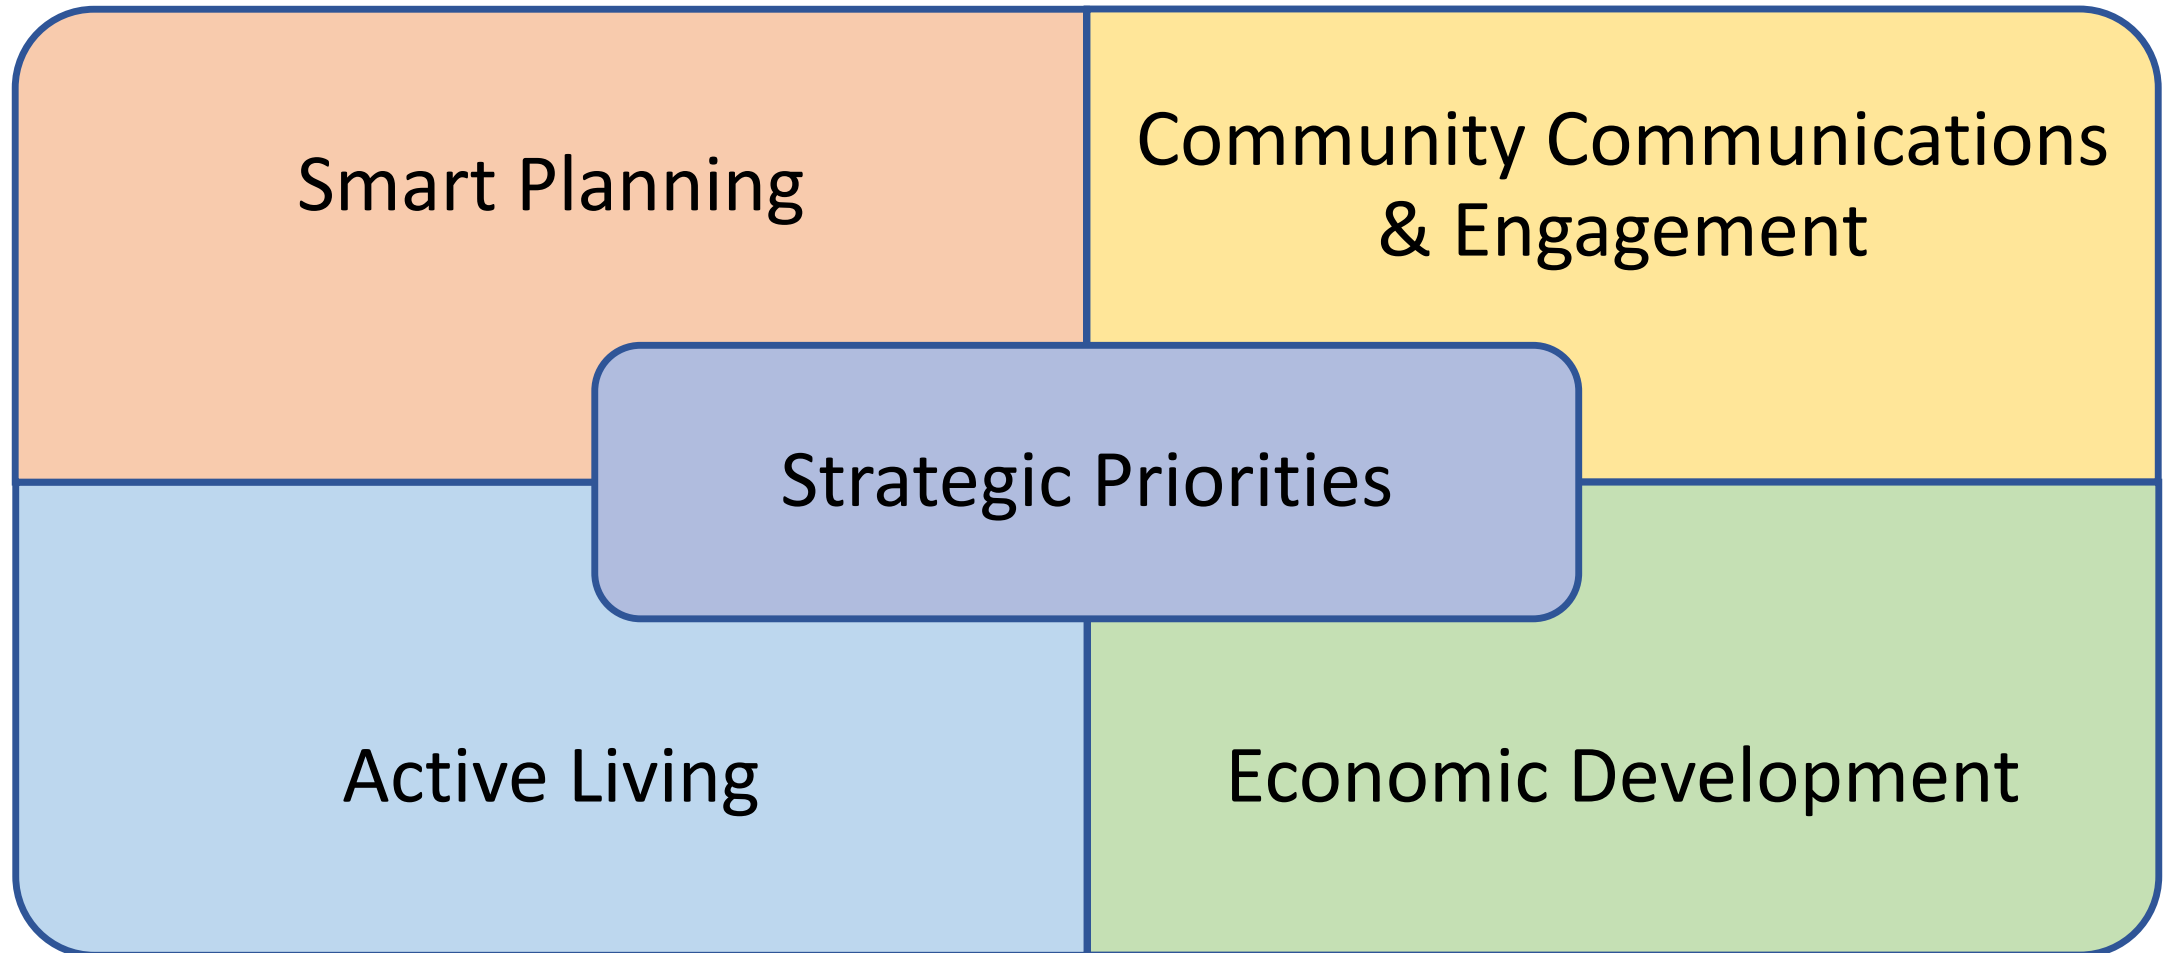 Smart Planning
Community Communications
& Engagement
Strategic Priorities
Active Living
Economic Development